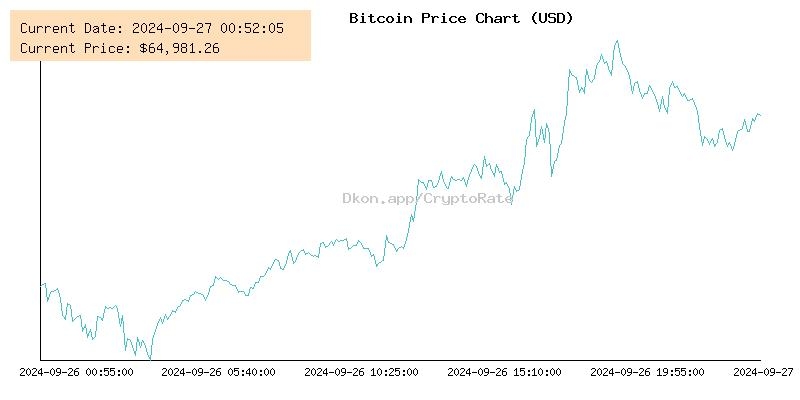 Bitcoin Price Chart (USD)
Current Date: 2024-09-27 00:52:05
Current Price: $64,981.26
Dkon.app/CryptoRate
2024-09-26 00:55:00 2024-09-26 05:40:00 2024-09-26 10:25:00 2024-09-26 15:10:00 2024-09-26 19:55:00 2024-09-27